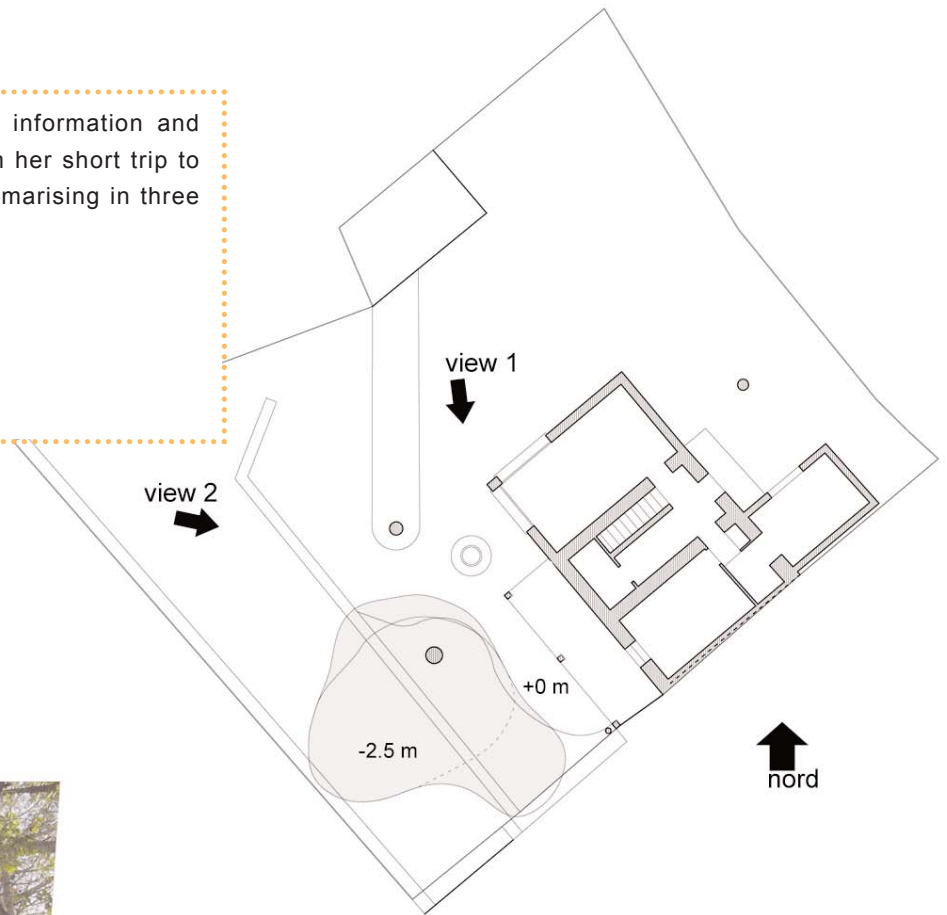 information and
her short trip to
marising in three
view 1
view 2
+0 m
-2.5 m
nord